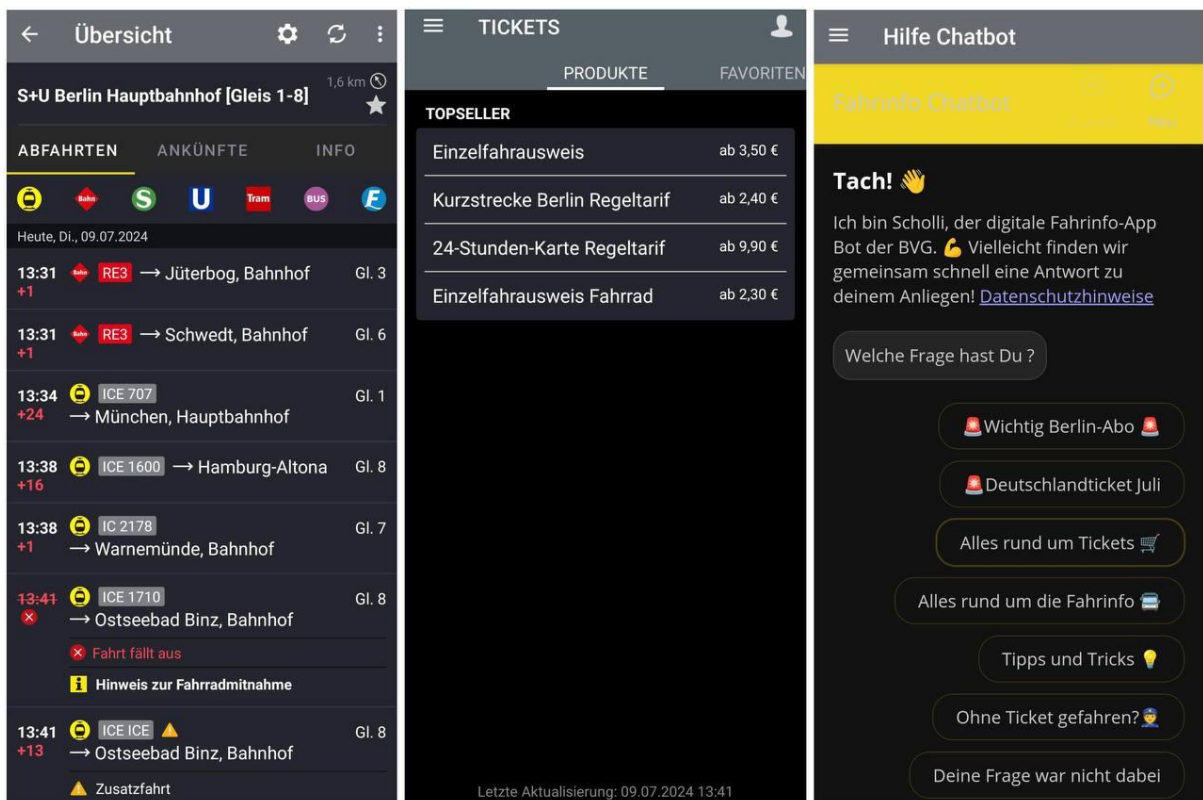 Übersicht
S+U Berlin Hauptbahnhof [Gleis 1-8]
1,6 km
ABFAHRTEN ANKÜNFTE INFO
Bahn S U Tram BUS F
Heute, Di., 09.07.2024
13:31 Bahn RE3 → Jüterbog, Bahnhof Gl. 3
+1
13:31 Bahn RE3 → Schwedt, Bahnhof Gl. 6
+1
13:34 ICE 707 Gl. 1
+24 → München, Hauptbahnhof
13:38 ICE 1600 → Hamburg-Altona Gl. 8
+16
13:38 IC 2178 Gl. 7
+1 → Warnemünde, Bahnhof
13:41 ICE 1710 Gl. 8
→ Ostseebad Binz, Bahnhof
Fahrt fällt aus
Hinweis zur Fahrradmitnahme
13:41 ICE ICE Gl. 8
+13 → Ostseebad Binz, Bahnhof
Zusatzfahrt
TICKETS
PRODUKTE FAVORITEN
TOPSELLER
Einzelfahrausweis ab 3,50 €
Kurzstrecke Berlin Regeltarif ab 2,40 €
24-Stunden-Karte Regeltarif ab 9,90 €
Einzelfahrausweis Fahrrad ab 2,30 €
Letzte Aktualisierung: 09.07.2024 13:41
Hilfe Chatbot
Fahrinfo Chatbot
Tach! 👋
Ich bin Scholli, der digitale Fahrinfo-App
Bot der BVG. 💪 Vielleicht finden wir
gemeinsam schnell eine Antwort zu
deinem Anliegen! Datenschutzhinweise
Welche Frage hast Du ?
🚨Wichtig Berlin-Abo 🚨
🚨Deutschlandticket Juli
Alles rund um Tickets 🛒
Alles rund um die Fahrinfo 🚍
Tipps und Tricks 💡
Ohne Ticket gefahren?👮
Deine Frage war nicht dabei